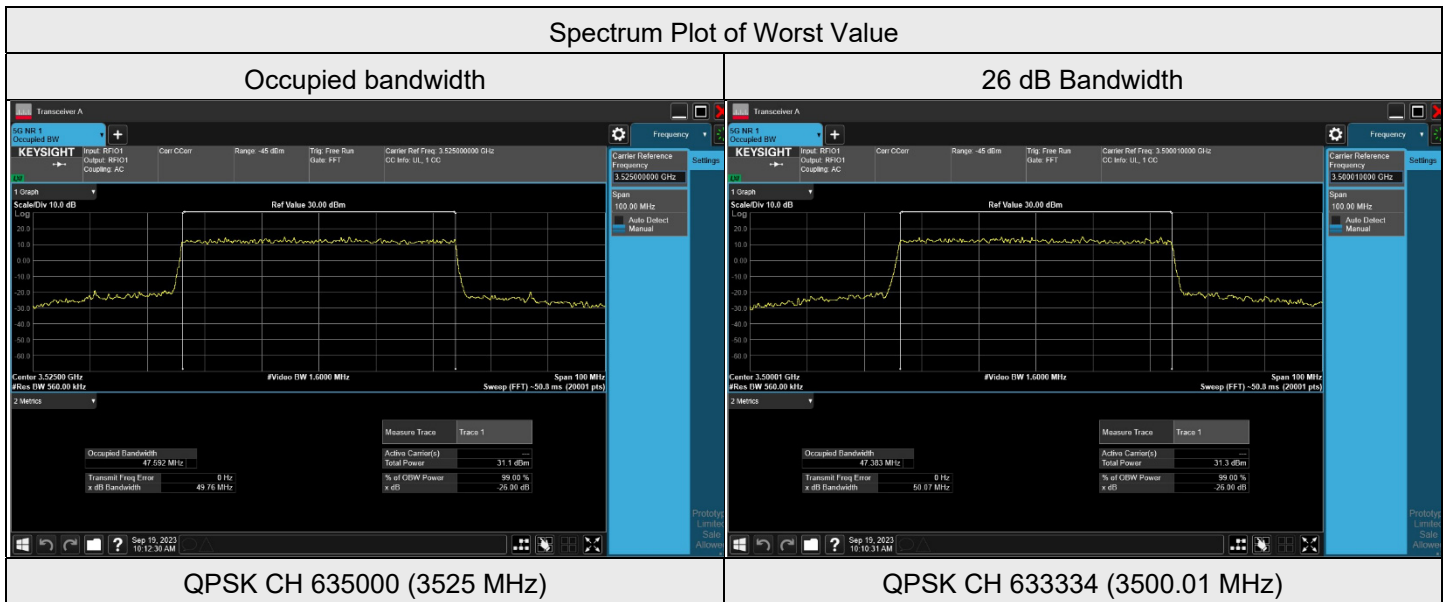 Spectrum Plot of Worst Value
Occupied bandwidth
26 dB Bandwidth
Transceiver A
5G NR 1
Occupied BW
+
Frequency
KEYSIGHT
Input: RFIO1
Output: RFIO1
Coupling: AC
Corr CCorr
Range: -45 dBm
Trig: Free Run
Gate: FFT
Carrier Ref Freq: 3.525000000 GHz
CC Info: UL, 1 CC
Carrier Reference
Frequency
3.525000000 GHz
Settings
Span
100.00 MHz
Auto Detect
Manual
1 Graph
Scale/Div 10.0 dB
Ref Value 30.00 dBm
Log
20.0
10.0
0.00
-10.0
-20.0
-30.0
-40.0
-50.0
-60.0
Center 3.52500 GHz
#Video BW 1.6000 MHz
Span 100 MHz
#Res BW 560.00 kHz
Sweep (FFT) ~50.8 ms (20001 pts)
2 Metrics
Measure Trace Trace 1
Occupied Bandwidth
47.592 MHz
Active Carrier(s) ---
Total Power 31.1 dBm
Transmit Freq Error 0 Hz
x dB Bandwidth 49.76 MHz
% of OBW Power 99.00 %
x dB -26.00 dB
?
Sep 19, 2023
10:12:30 AM
Transceiver A
5G NR 1
Occupied BW
+
Frequency
KEYSIGHT
Input: RFIO1
Output: RFIO1
Coupling: AC
Corr CCorr
Range: -45 dBm
Trig: Free Run
Gate: FFT
Carrier Ref Freq: 3.500010000 GHz
CC Info: UL, 1 CC
Carrier Reference
Frequency
3.500010000 GHz
Settings
Span
100.00 MHz
Auto Detect
Manual
1 Graph
Scale/Div 10.0 dB
Ref Value 30.00 dBm
Log
20.0
10.0
0.00
-10.0
-20.0
-30.0
-40.0
-50.0
-60.0
Center 3.50001 GHz
#Video BW 1.6000 MHz
Span 100 MHz
#Res BW 560.00 kHz
Sweep (FFT) ~50.8 ms (20001 pts)
2 Metrics
Measure Trace Trace 1
Occupied Bandwidth
47.383 MHz
Active Carrier(s) ---
Total Power 31.3 dBm
Transmit Freq Error 0 Hz
x dB Bandwidth 50.07 MHz
% of OBW Power 99.00 %
x dB -26.00 dB
?
Sep 19, 2023
10:10:31 AM
QPSK CH 635000 (3525 MHz)
QPSK CH 633334 (3500.01 MHz)